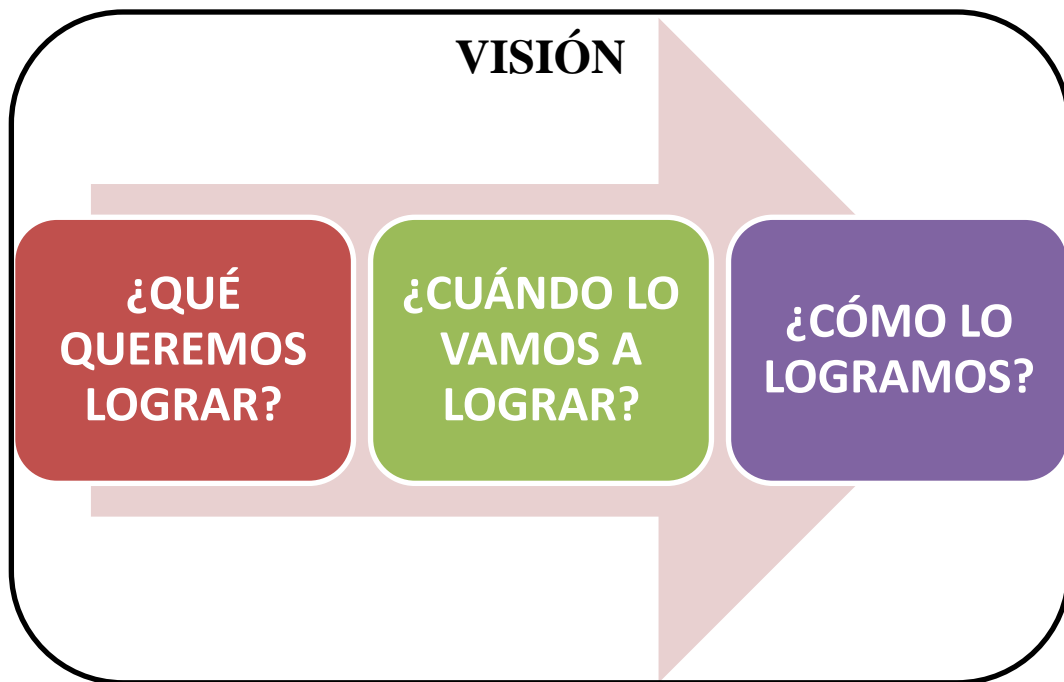 VISIÓN
¿QUÉ
QUEREMOS
LOGRAR?
¿CUÁNDO LO
VAMOS A
LOGRAR?
¿CÓMO LO
LOGRAMOS?